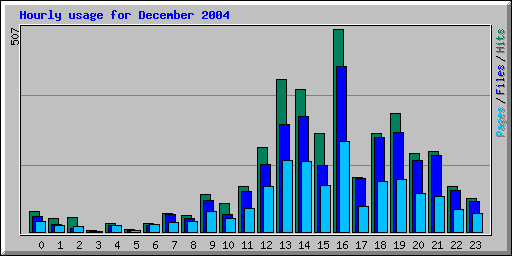 Hourly usage for December 2004
507
Pages / Files / Hits
0 1 2 3 4 5 6 7 8 9 10 11 12 13 14 15 16 17 18 19 20 21 22 23